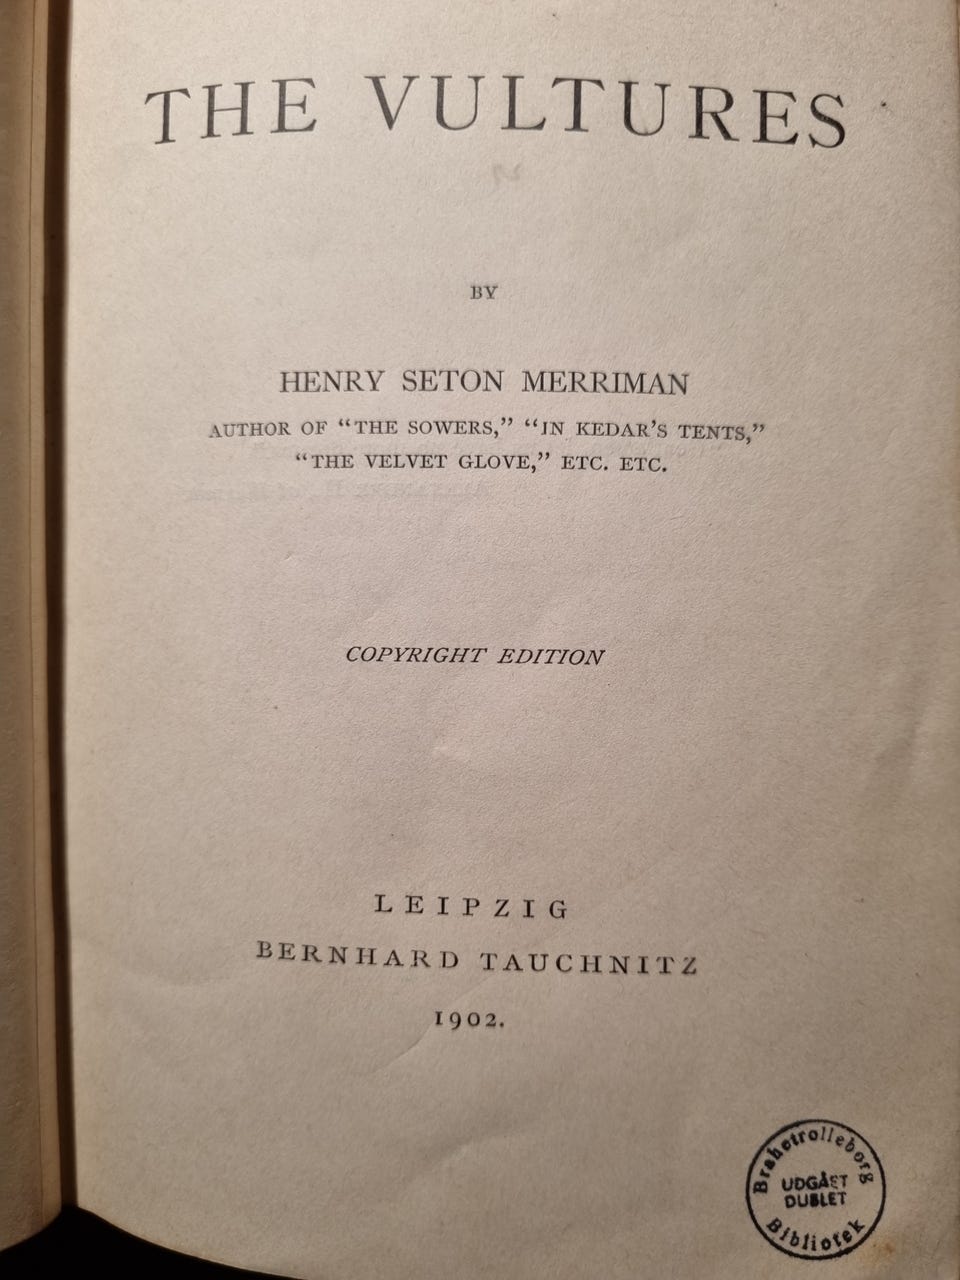 THE VULTURES
BY
HENRY SETON MERRIMAN
AUTHOR OF “THE SOWERS,” “IN KEDAR’S TENTS,”
“THE VELVET GLOVE,” ETC. ETC.
COPYRIGHT EDITION
LEIPZIG
BERNHARD TAUCHNITZ
1902.
Brahetrolleborg
UDGÅET
DUBLET
Bibliotek